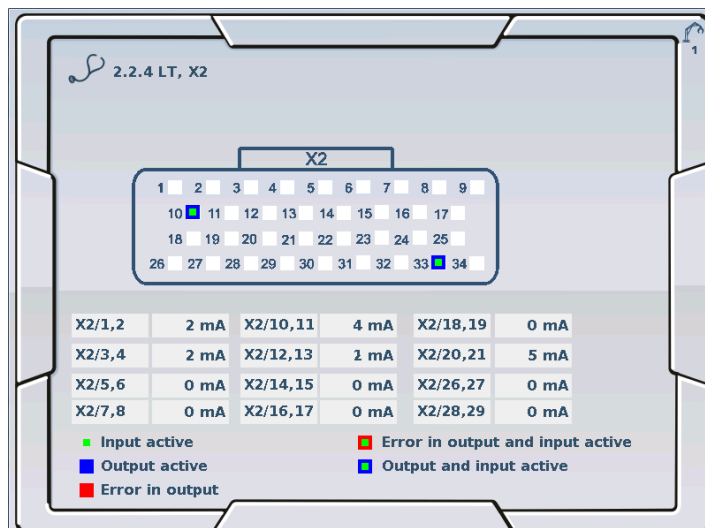 1
2.2.4 LT, X2
X2
1 2 3 4 5 6 7 8 9
10 11 12 13 14 15 16 17
18 19 20 21 22 23 24 25
26 27 28 29 30 31 32 33 34
X2/1,2 2 mA X2/10,11 4 mA X2/18,19 0 mA
X2/3,4 2 mA X2/12,13 1 mA X2/20,21 5 mA
X2/5,6 0 mA X2/14,15 0 mA X2/26,27 0 mA
X2/7,8 0 mA X2/16,17 0 mA X2/28,29 0 mA
Input active Error in output and input active
Output active Output and input active
Error in output